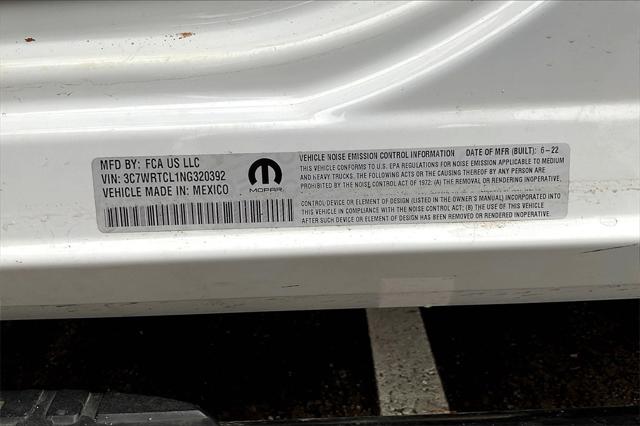 MFD BY: FCA US LLC
VIN: 3C7WRTCL1NG320392
VEHICLE MADE IN: MEXICO
MOPAR
VEHICLE NOISE EMISSION CONTROL INFORMATION DATE OF MFR (BUILT): 6-22
THIS VEHICLE CONFORMS TO U.S. EPA REGULATIONS FOR NOISE EMISSION APPLICABLE TO MEDIUM
AND HEAVY TRUCKS. THE FOLLOWING ACTS OR THE CAUSING THEREOF BY ANY PERSON ARE
PROHIBITED BY THE NOISE CONTROL ACT OF 1972: (A) THE REMOVAL OR RENDERING INOPERATIVE,
CONTROL DEVICE OR ELEMENT OF DESIGN (LISTED IN THE OWNER'S MANUAL) INCORPORATED INTO
THIS VEHICLE IN COMPLIANCE WITH THE NOISE CONTROL ACT; (B) THE USE OF THIS VEHICLE
AFTER SUCH DEVICE OR ELEMENT OF DESIGN HAS BEEN REMOVED OR RENDERED INOPERATIVE.